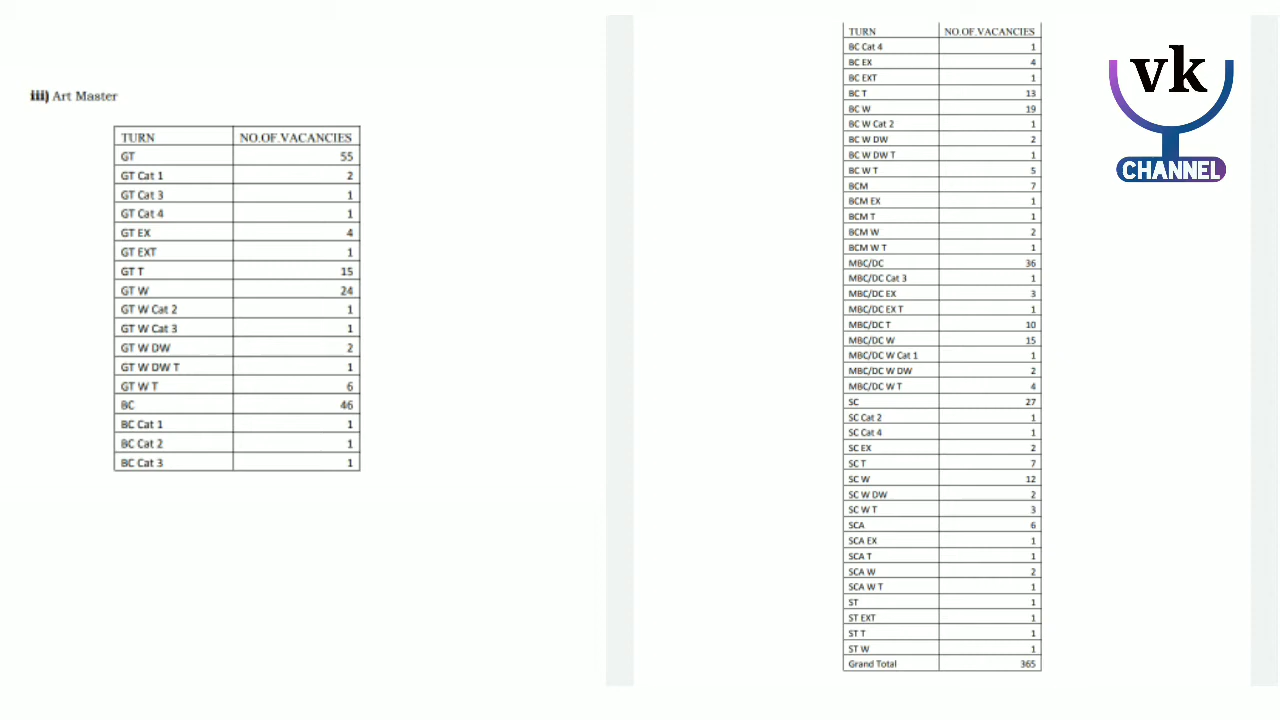 iii) Art Master
TURN NO.OF.VACANCIES
GT 55
GT Cat 1 2
GT Cat 3 1
GT Cat 4 1
GT EX 4
GT EXT 1
GT T 15
GT W 24
GT W Cat 2 1
GT W Cat 3 1
GT W DW 2
GT W DW T 1
GT W T 6
BC 46
BC Cat 1 1
BC Cat 2 1
BC Cat 3 1
TURN NO.OF.VACANCIES
BC Cat 4 1
BC EX 4
BC EXT 1
BC T 13
BC W 19
BC W Cat 2 1
BC W DW 2
BC W DW T 1
BC W T 5
BCM 7
BCM EX 1
BCM T 1
BCM W 2
BCM W T 1
MBC/DC 36
MBC/DC Cat 3 1
MBC/DC EX 3
MBC/DC EX T 1
MBC/DC T 10
MBC/DC W 15
MBC/DC W Cat 1 1
MBC/DC W DW 2
MBC/DC W T 4
SC 27
SC Cat 2 1
SC Cat 4 1
SC EX 2
SC T 7
SC W 12
SC W DW 2
SC W T 3
SCA 6
SCA EX 1
SCA T 1
SCA W 2
SCA W T 1
ST 1
ST EXT 1
ST T 1
ST W 1
Grand Total 365
vk
CHANNEL